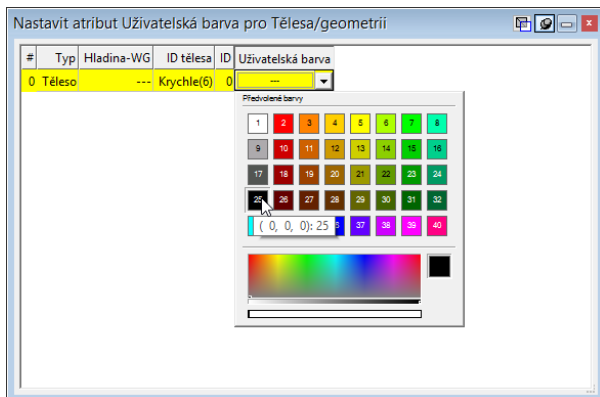 Nastavit atribut Uživatelská barva pro Tělesa/geometrii
# Typ Hladina-WG ID tělesa ID Uživatelská barva
0 Těleso --- Krychle(6) 0 ---
Předvolené barvy
1 2 3 4 5 6 7 8
9 10 11 12 13 14 15 16
17 18 19 20 21 22 23 24
25 26 27 28 29 30 31 32
37 38 39 40
( 0, 0, 0): 25